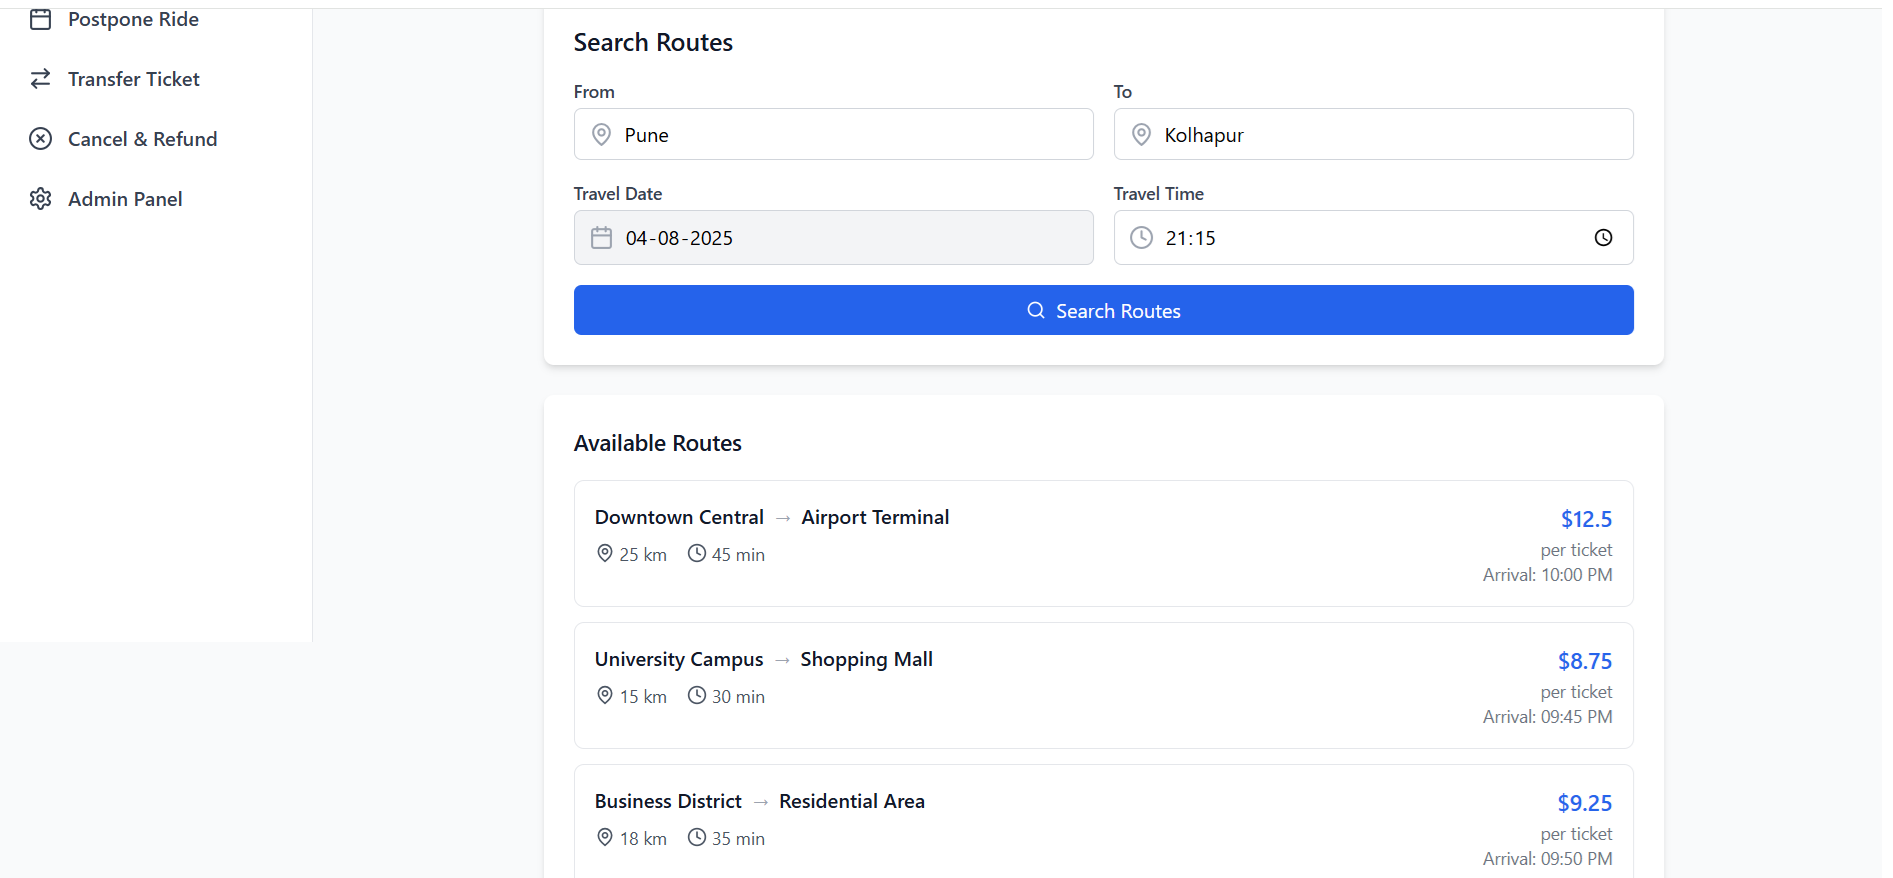 Postpone Ride
Transfer Ticket
Cancel & Refund
Admin Panel
Search Routes
From
To
Pune
Kolhapur
Travel Date
Travel Time
04-08-2025
21:15
Search Routes
Available Routes
Downtown Central → Airport Terminal
$12.5
25 km 45 min
per ticket
Arrival: 10:00 PM
University Campus → Shopping Mall
$8.75
15 km 30 min
per ticket
Arrival: 09:45 PM
Business District → Residential Area
$9.25
18 km 35 min
per ticket
Arrival: 09:50 PM